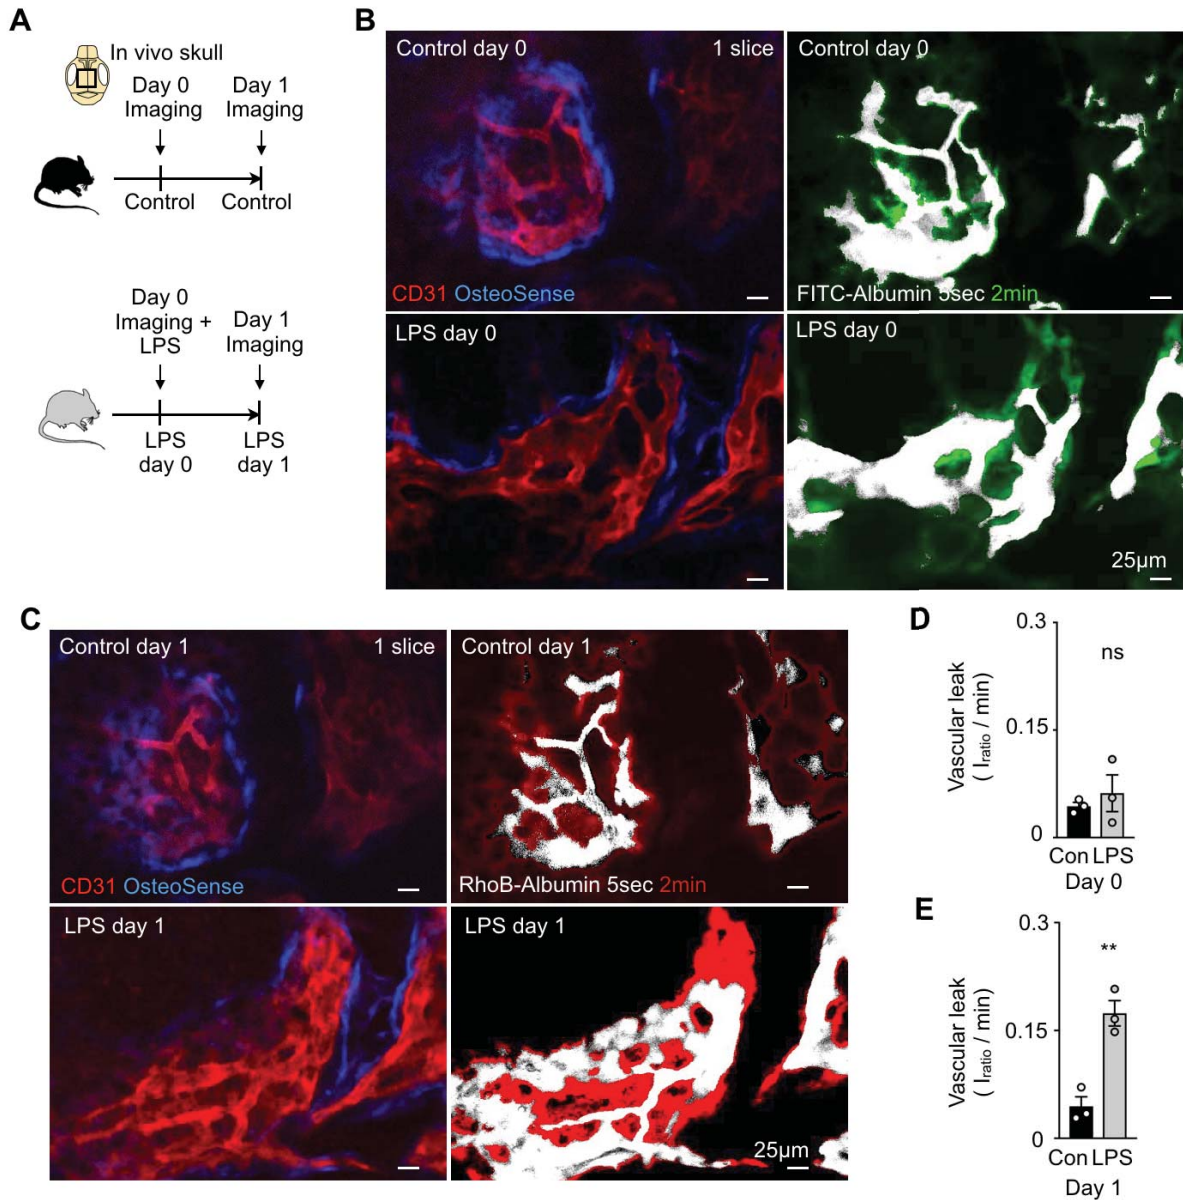 A
In vivo skull
Day 0
Imaging
Day 1
Imaging
Control
Control
Day 0
Imaging +
LPS
Day 1
Imaging
LPS
day 0
LPS
day 1
B
Control day 0
1 slice
CD31 OsteoSense
Control day 0
FITC-Albumin 5sec 2min
LPS day 0
LPS day 0
25µm
C
Control day 1
1 slice
CD31 OsteoSense
Control day 1
RhoB-Albumin 5sec 2min
LPS day 1
LPS day 1
25µm
D
Vascular leak
( Iratio / min)
0.3
0.15
0
ns
Con LPS
Day 0
E
Vascular leak
( Iratio / min)
0.3
0.15
0
**
Con LPS
Day 1